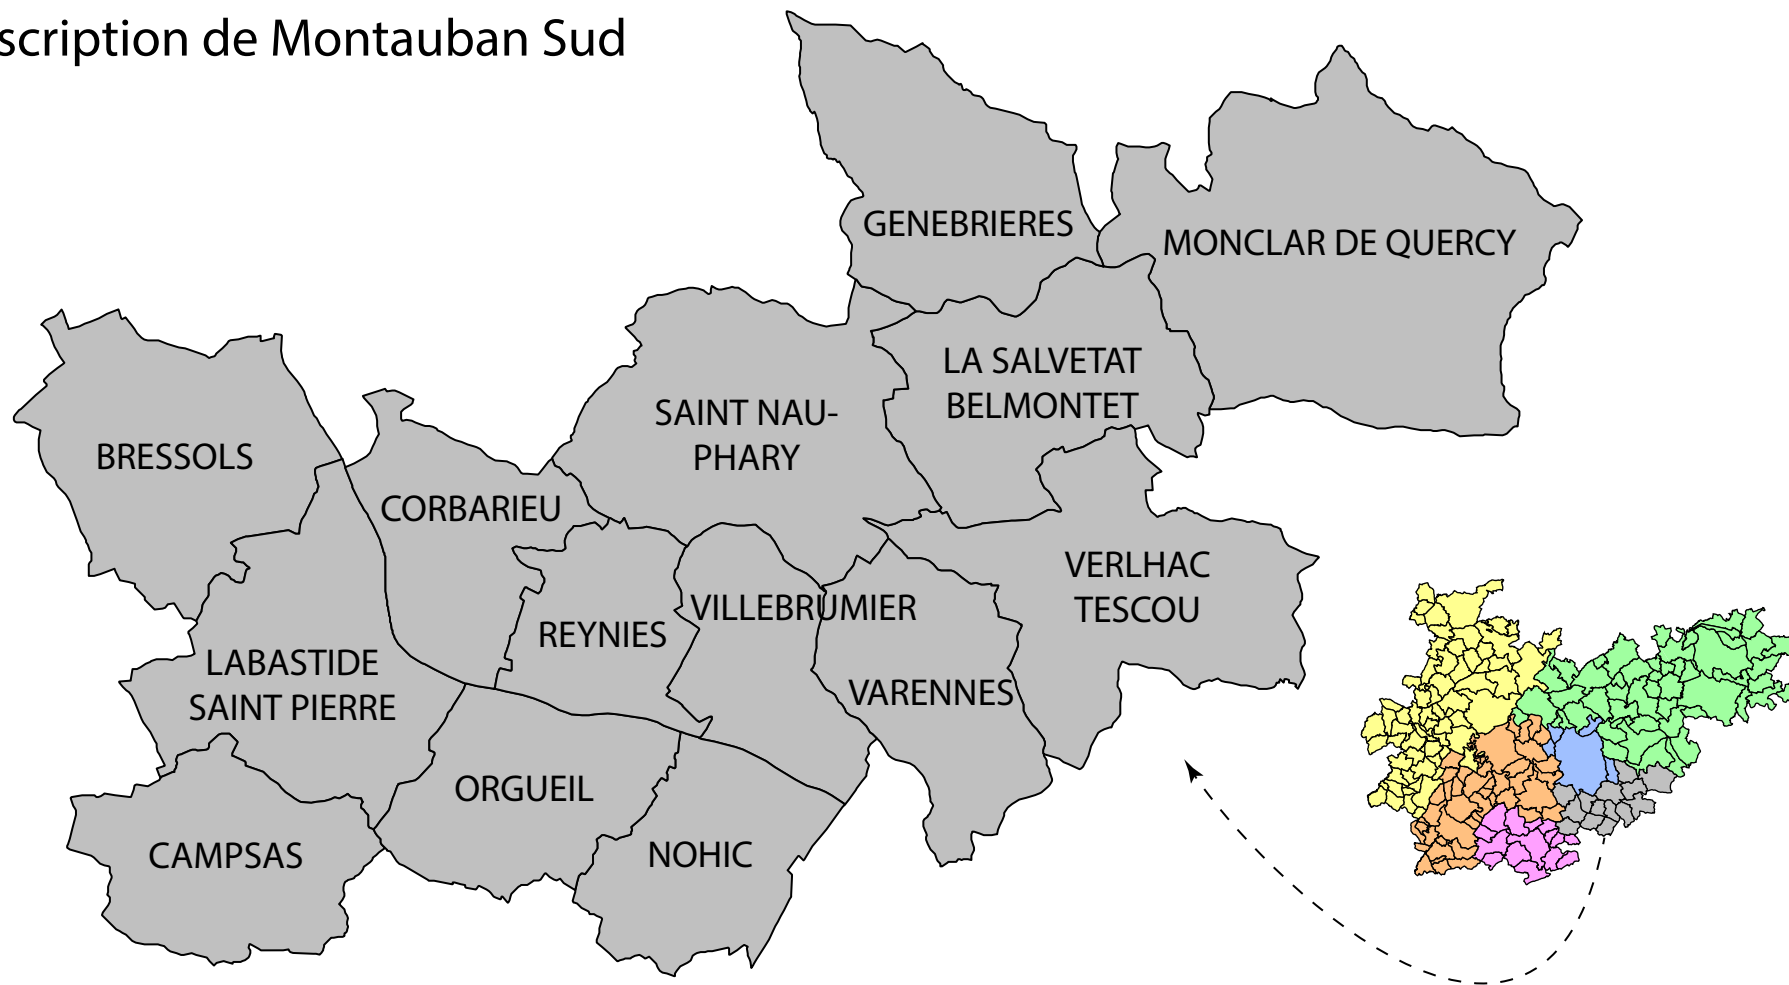 scription de Montauban Sud
GENEBRIERES
MONCLAR DE QUERCY
LA SALVETAT
BELMONTET
SAINT NAU-
PHARY
BRESSOLS
CORBARIEU
VERLHAC
TESCOU
VILLEBRUMIER
REYNIES
LABASTIDE
SAINT PIERRE
VARENNES
ORGUEIL
NOHIC
CAMPSAS